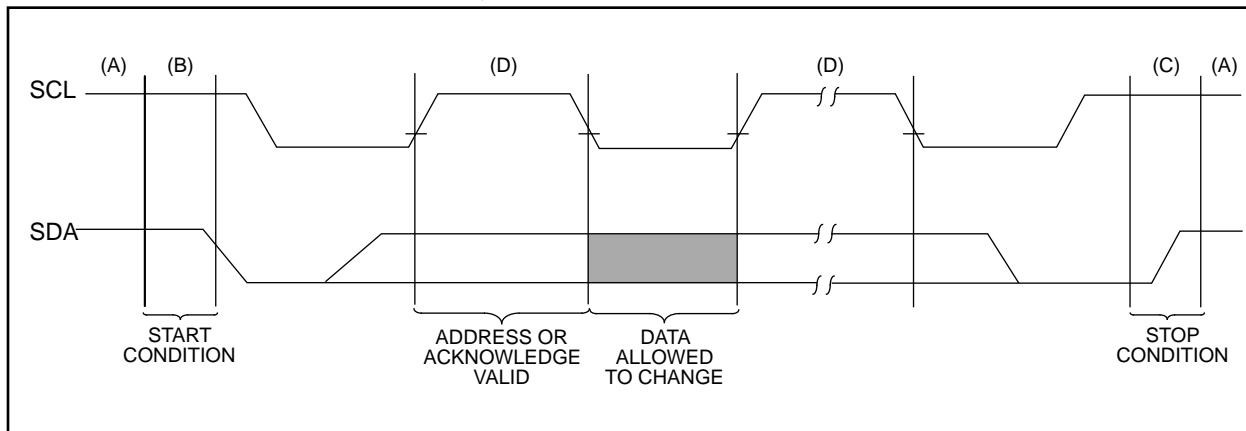 (A) (B) (D) (D) (C) (A)
SCL
SDA
START
CONDITION
ADDRESS OR
ACKNOWLEDGE
VALID
DATA
ALLOWED
TO CHANGE
STOP
CONDITION